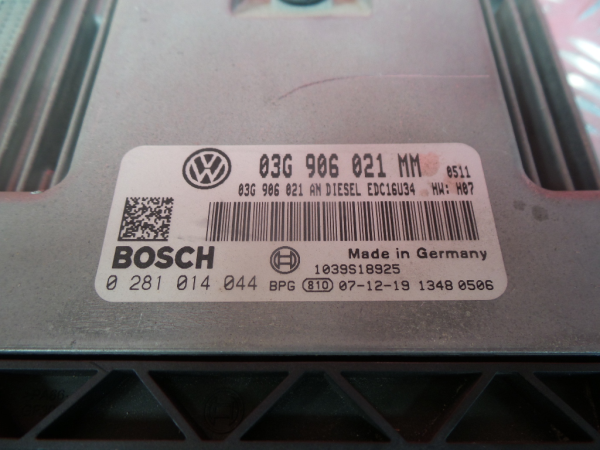 03G 906 021 MM 0511
03G 906 021 AN DIESEL EDC16U34 HW: H07
BOSCH
Made in Germany
1039S18925
0 281 014 044 BPG 810 07-12-19 1348 0506